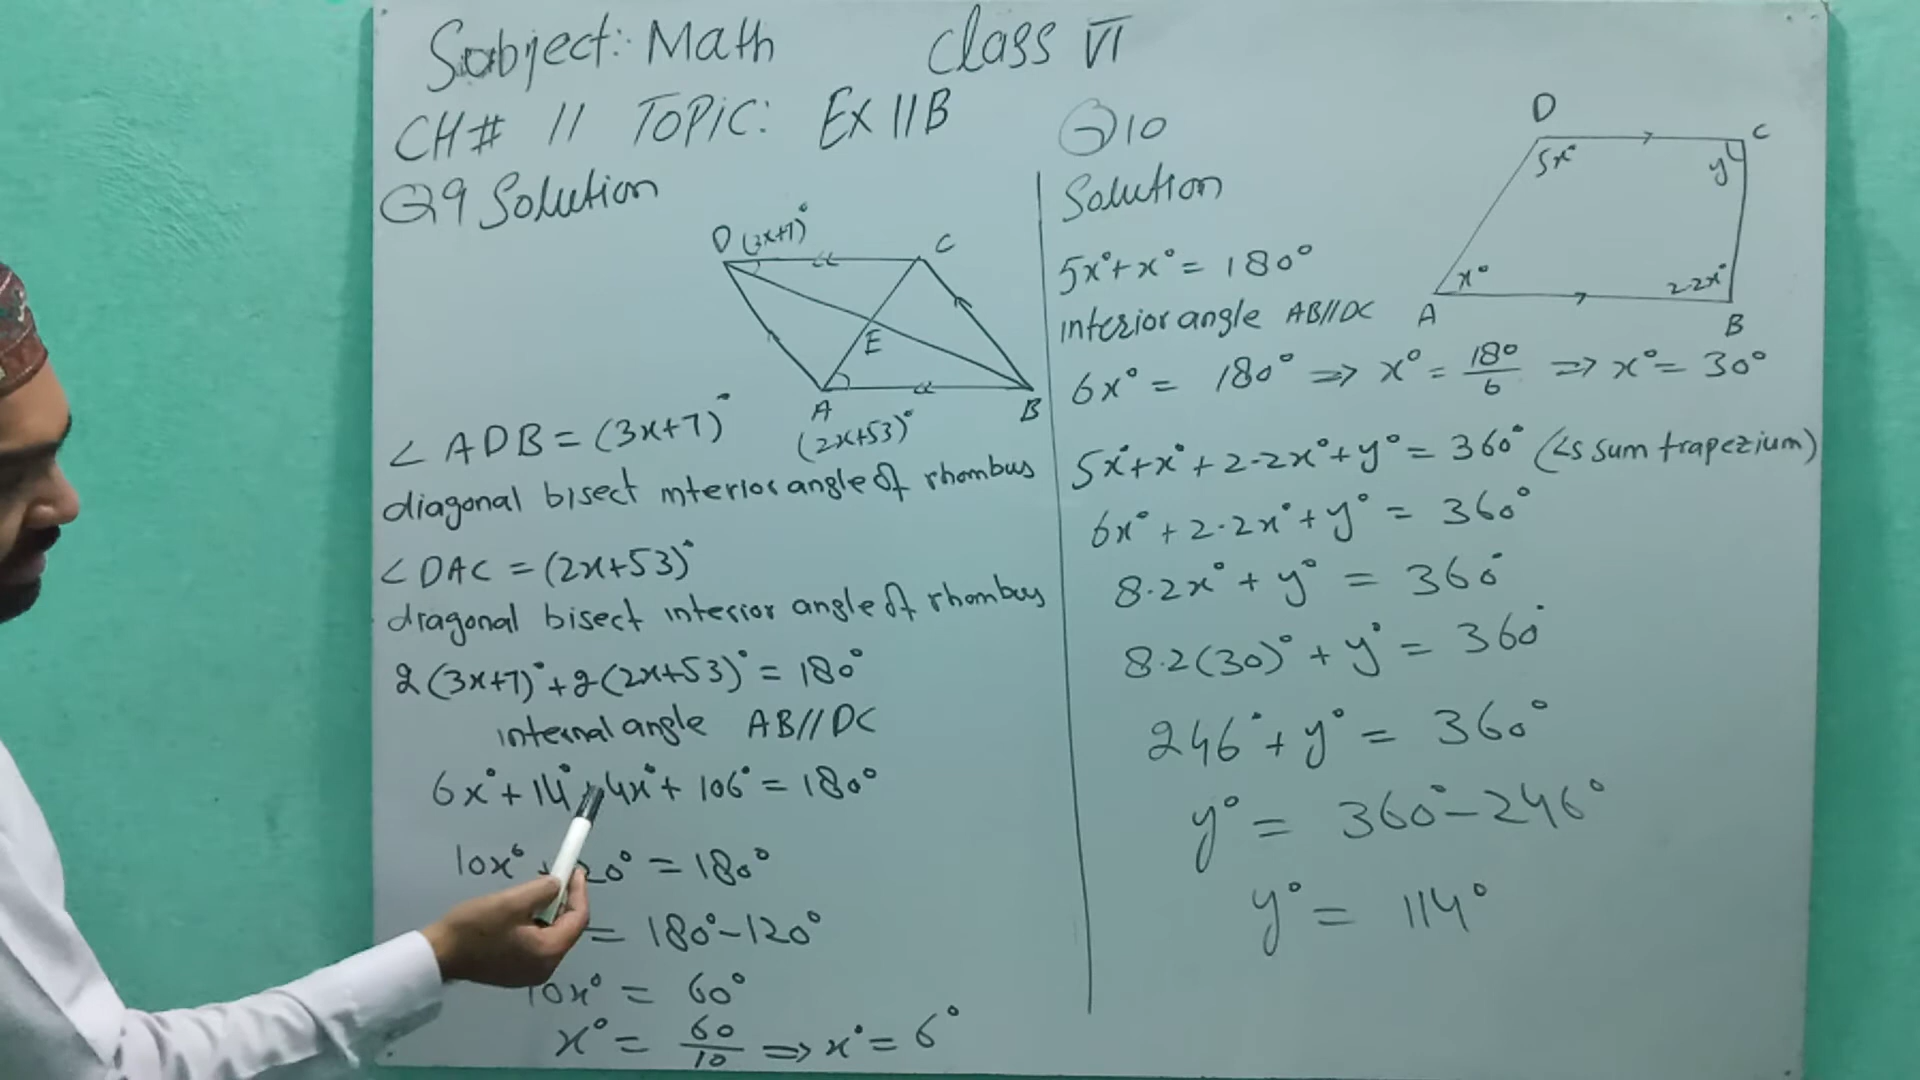 Subject: Math Class VI
CH# 11 TOPIC: EX 11B
Q9 Solution
D (3x+7)° C
E
A B
(2x+53)°
∠ADB = (3x+7)°
diagonal bisect interior angle of rhombus
∠DAC = (2x+53)°
diagonal bisect interior angle of rhombus
2(3x+7)°+2(2x+53)° = 180°
internal angle AB//DC
6x°+14°+4x°+106° = 180°
10x° + 120° = 180°
= 180°-120°
10x° = 60°
x° = 60/10 ⇒ x° = 6°
Q10
Solution
D C
5x° y
x° 2.2x°
A B
5x°+x° = 180°
interior angle AB//DC
6x° = 180° ⇒ x° = 180/6 ⇒ x° = 30°
5x°+x°+2.2x°+y° = 360° (∠s sum trapezium)
6x°+2.2x°+y° = 360°
8.2x°+y° = 360°
8.2(30)°+y° = 360°
246°+y° = 360°
y° = 360°-246°
y° = 114°